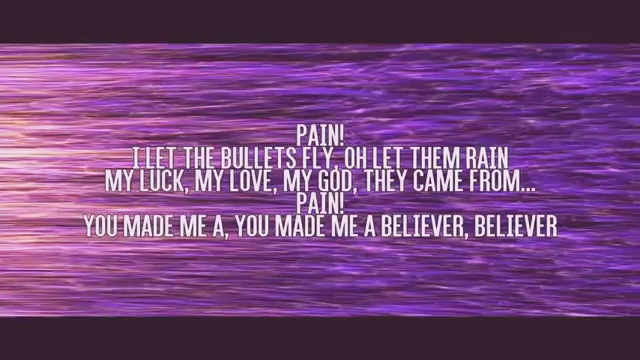 PAIN!
I LET THE BULLETS FLY, OH LET THEM RAIN
MY LUCK, MY LOVE, MY GOD, THEY CAME FROM...
PAIN!
YOU MADE ME A, YOU MADE ME A BELIEVER, BELIEVER